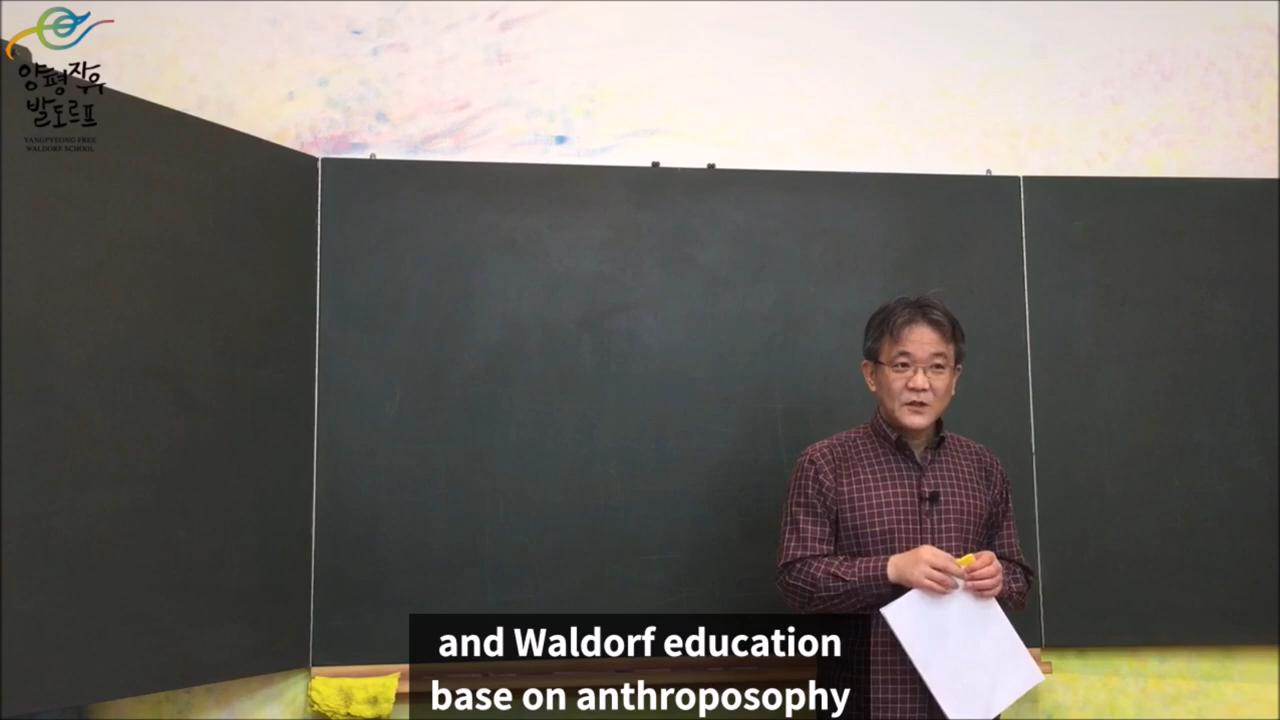 양평자유
발도르프
YANGPYEONG FREE
WALDORF SCHOOL
and Waldorf education
base on anthroposophy